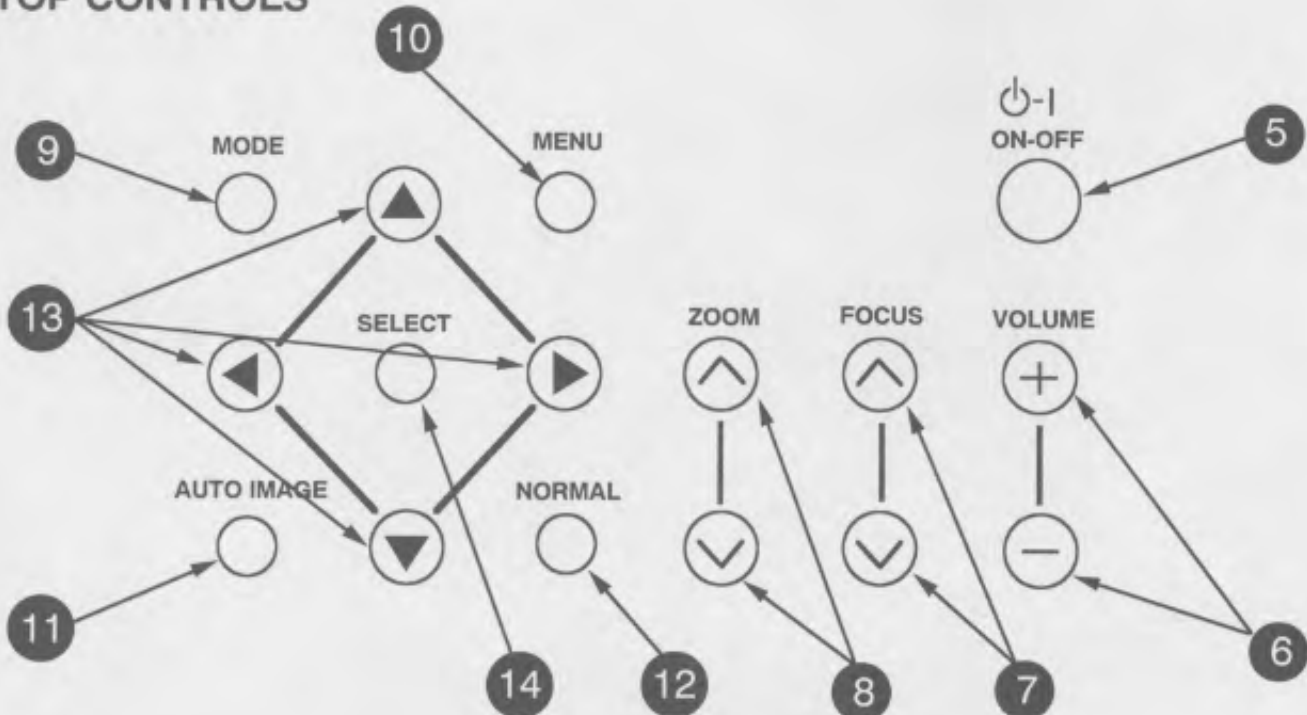 TOP CONTROLS
10
⏻-I
9
MODE
MENU
ON-OFF
5
13
SELECT
ZOOM
FOCUS
VOLUME
+
AUTO IMAGE
NORMAL
−
11
14
12
8
7
6